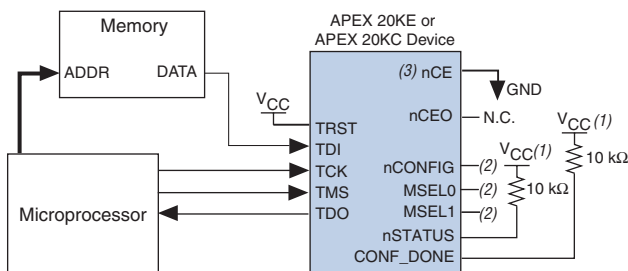 Memory
ADDR DATA
Microprocessor
APEX 20KE or
APEX 20KC Device
VCC
TRST
TDI
TCK
TMS
TDO
(3) nCE
GND
nCEO
N.C.
nCONFIG (2)
MSEL0 (2)
MSEL1 (2)
nSTATUS
CONF_DONE
VCC (1)
10 kΩ
VCC (1)
10 kΩ